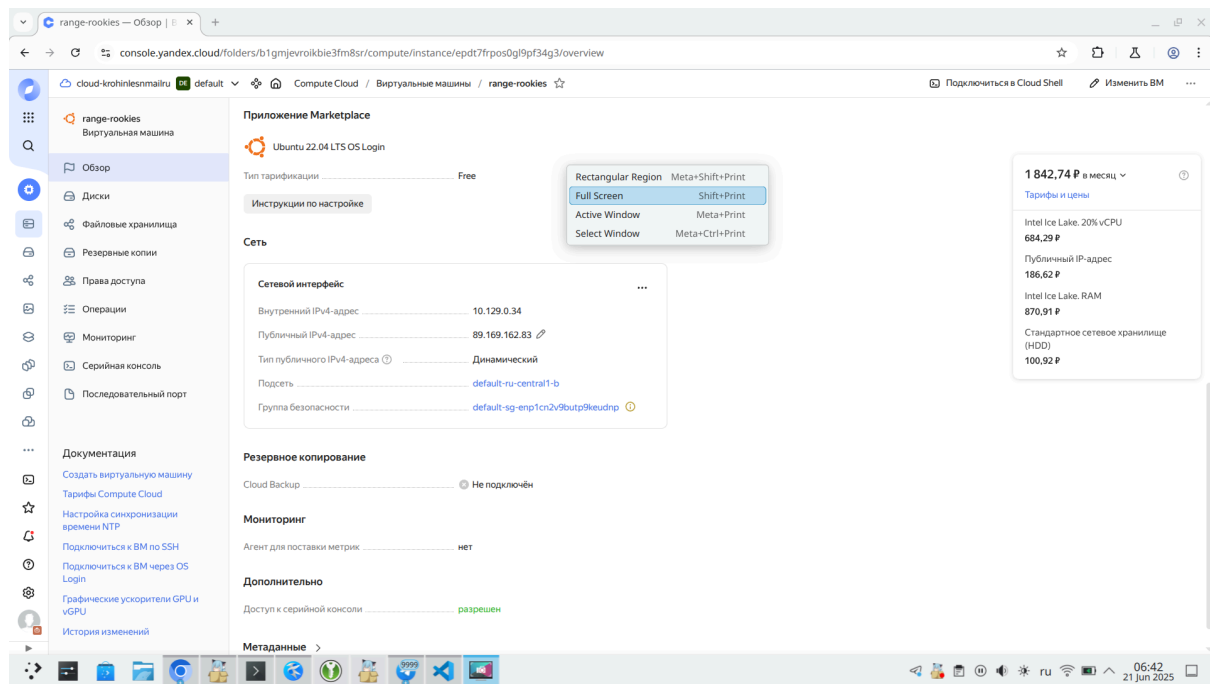 range-rookies — Обзор | В
console.yandex.cloud/folders/b1gmjevroikbie3fm8sr/compute/instance/epdt7frpos0gl9pf34g3/overview
cloud-krohinlesnmailru DE default
Compute Cloud / Виртуальные машины / range-rookies
Подключиться в Cloud Shell
Изменить ВМ
range-rookies
Виртуальная машина
Обзор
Диски
Файловые хранилища
Резервные копии
Права доступа
Операции
Мониторинг
Серийная консоль
Последовательный порт
Документация
Создать виртуальную машину
Тарифы Compute Cloud
Настройка синхронизации
времени NTP
Подключиться к ВМ по SSH
Подключиться к ВМ через OS
Login
Графические ускорители GPU и
vGPU
История изменений
Приложение Marketplace
Ubuntu 22.04 LTS OS Login
Тип тарификации Free
Инструкции по настройке
Rectangular Region Meta+Shift+Print
Full Screen Shift+Print
Active Window Meta+Print
Select Window Meta+Ctrl+Print
Сеть
Сетевой интерфейс
Внутренний IPv4-адрес 10.129.0.34
Публичный IPv4-адрес 89.169.162.83
Тип публичного IPv4-адреса Динамический
Подсеть default-ru-central1-b
Группа безопасности default-sg-enp1cn2v9butp9keudnp
Резервное копирование
Cloud Backup Не подключён
Мониторинг
Агент для поставки метрик нет
Дополнительно
Доступ к серийной консоли разрешен
Метаданные
1 842,74 ₽ в месяц
Тарифы и цены
Intel Ice Lake. 20% vCPU
684,29 ₽
Публичный IP-адрес
186,62 ₽
Intel Ice Lake. RAM
870,91 ₽
Стандартное сетевое хранилище
(HDD)
100,92 ₽
9999
ru
06:42
21 Jun 2025